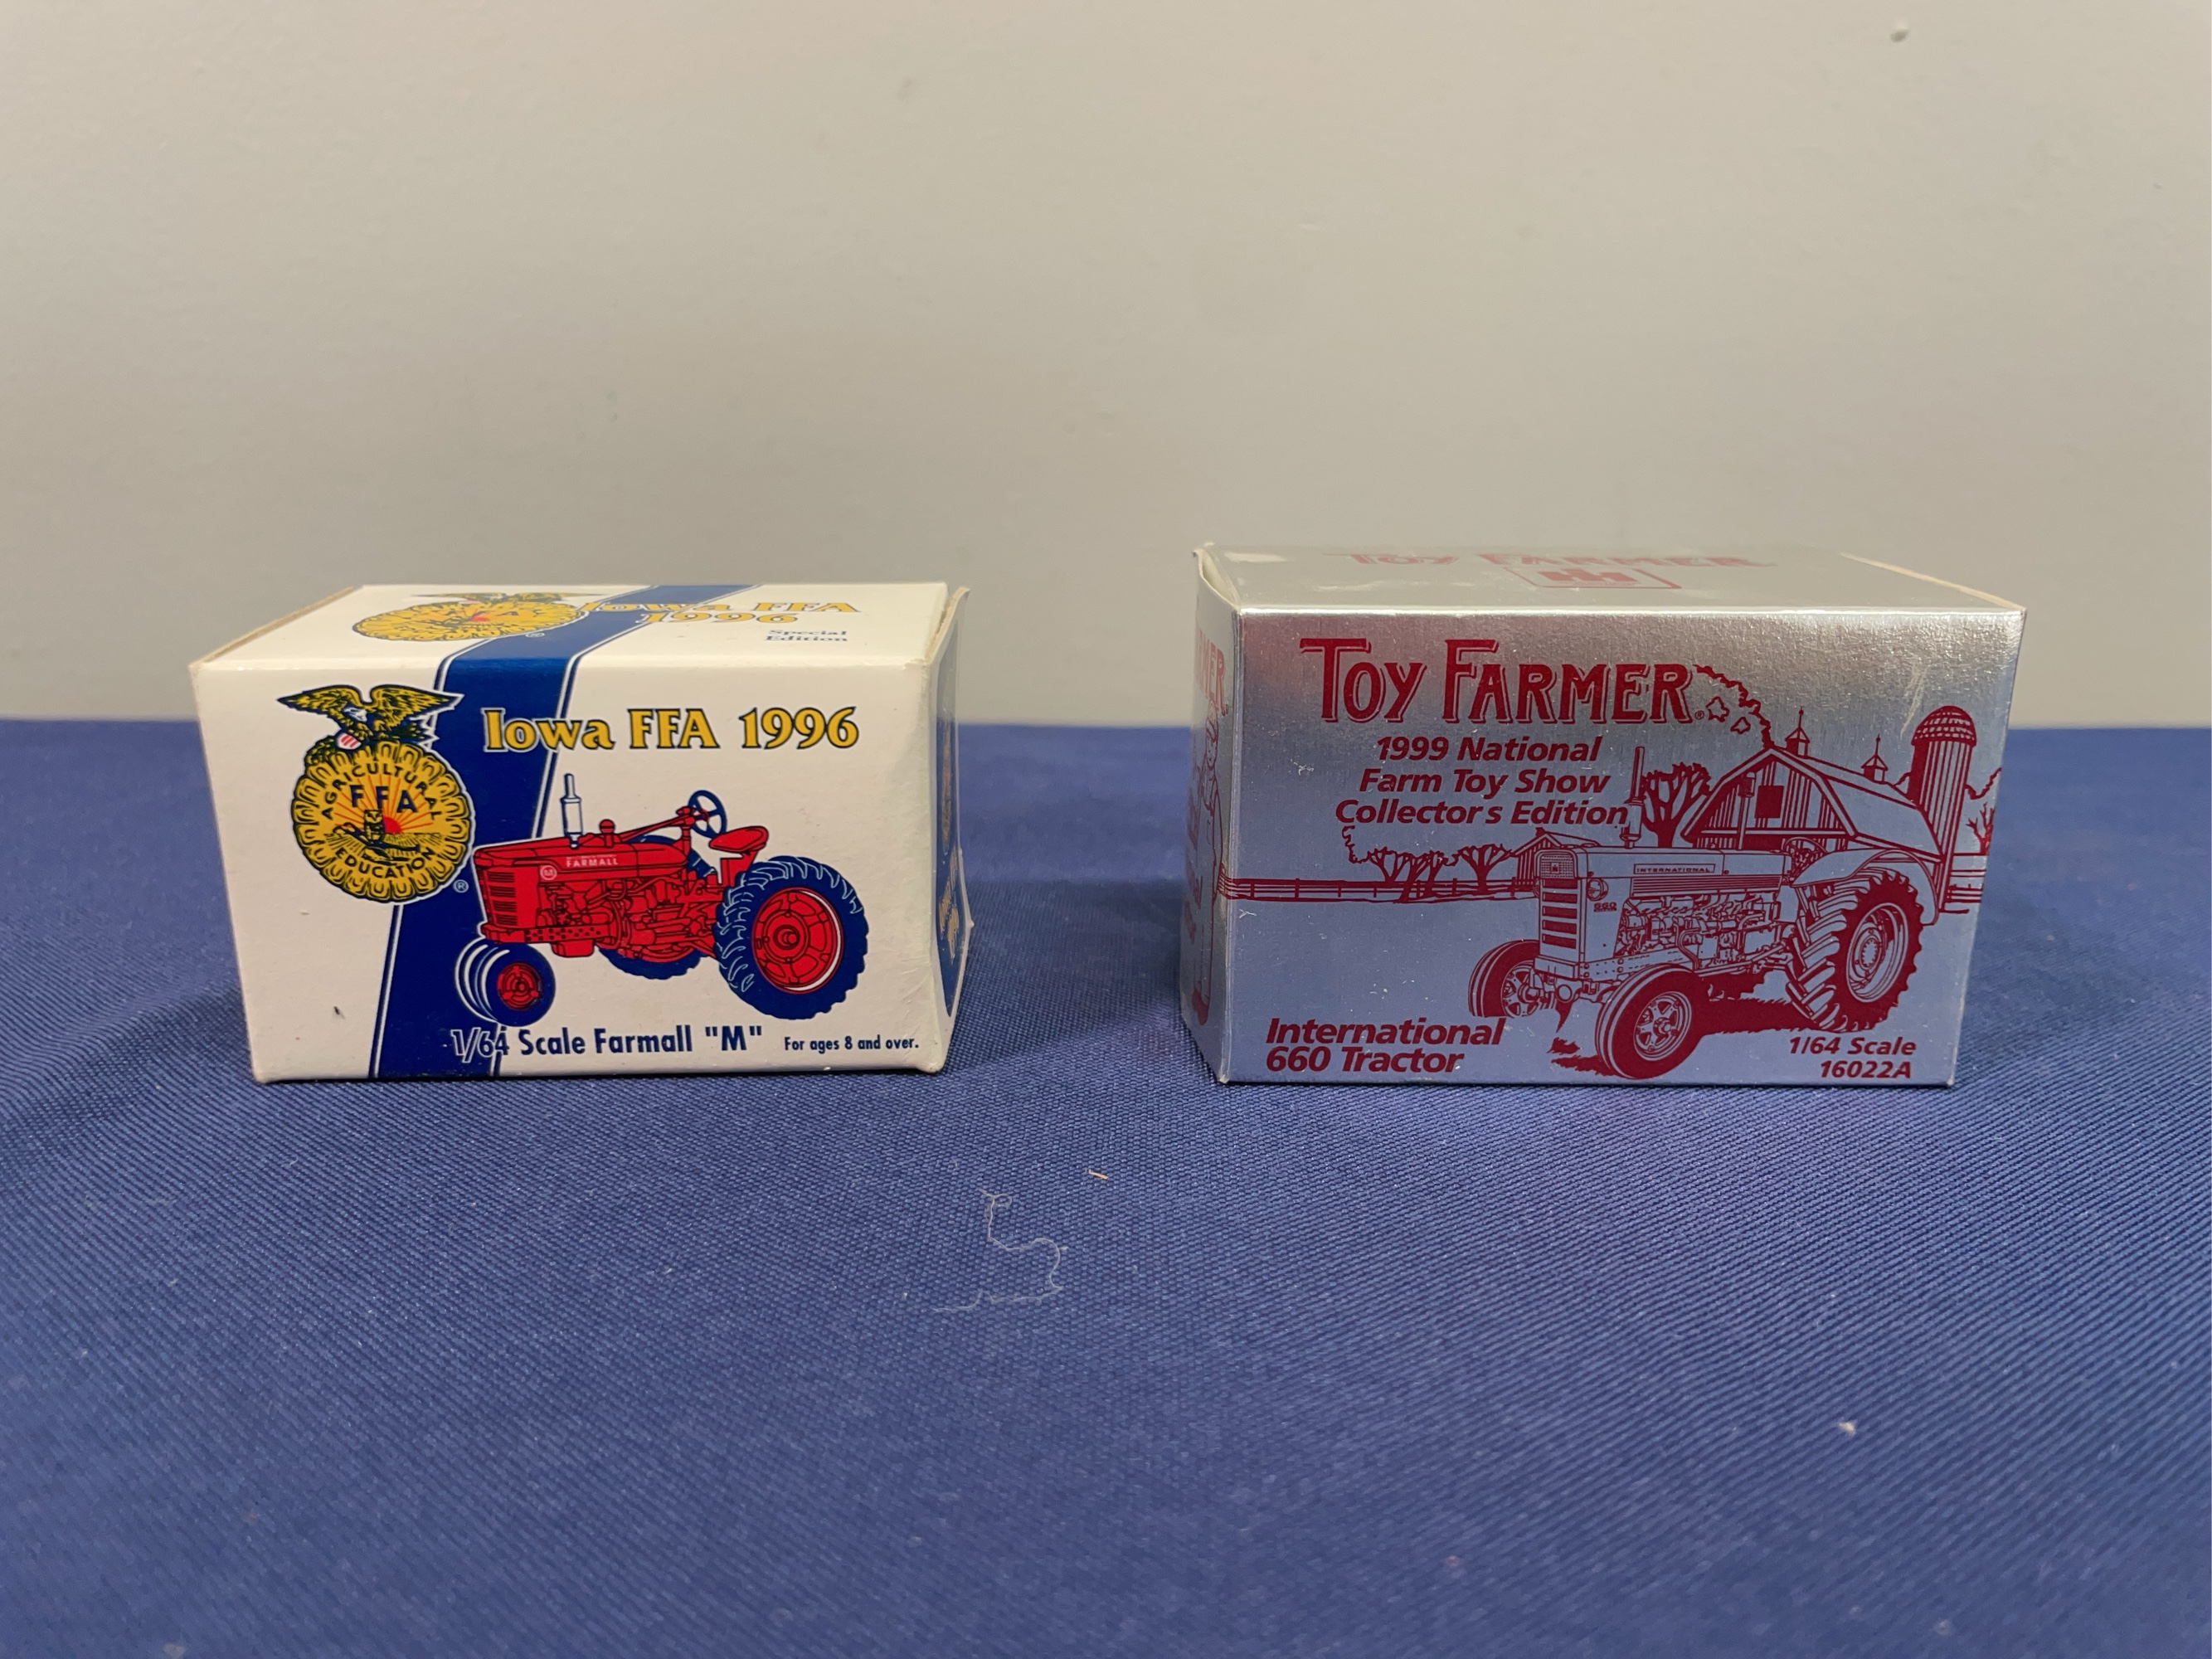 Iowa FFA
1996
Special
Edition
Iowa FFA 1996
AGRICULTURAL
FFA
EDUCATION
®
FARMALL
M
1/64 Scale Farmall "M"
For ages 8 and over.
TOY FARMER
IH
TOY FARMER®
1999 National
Farm Toy Show
Collector's Edition
INTERNATIONAL
660
International
660 Tractor
1/64 Scale
16022A